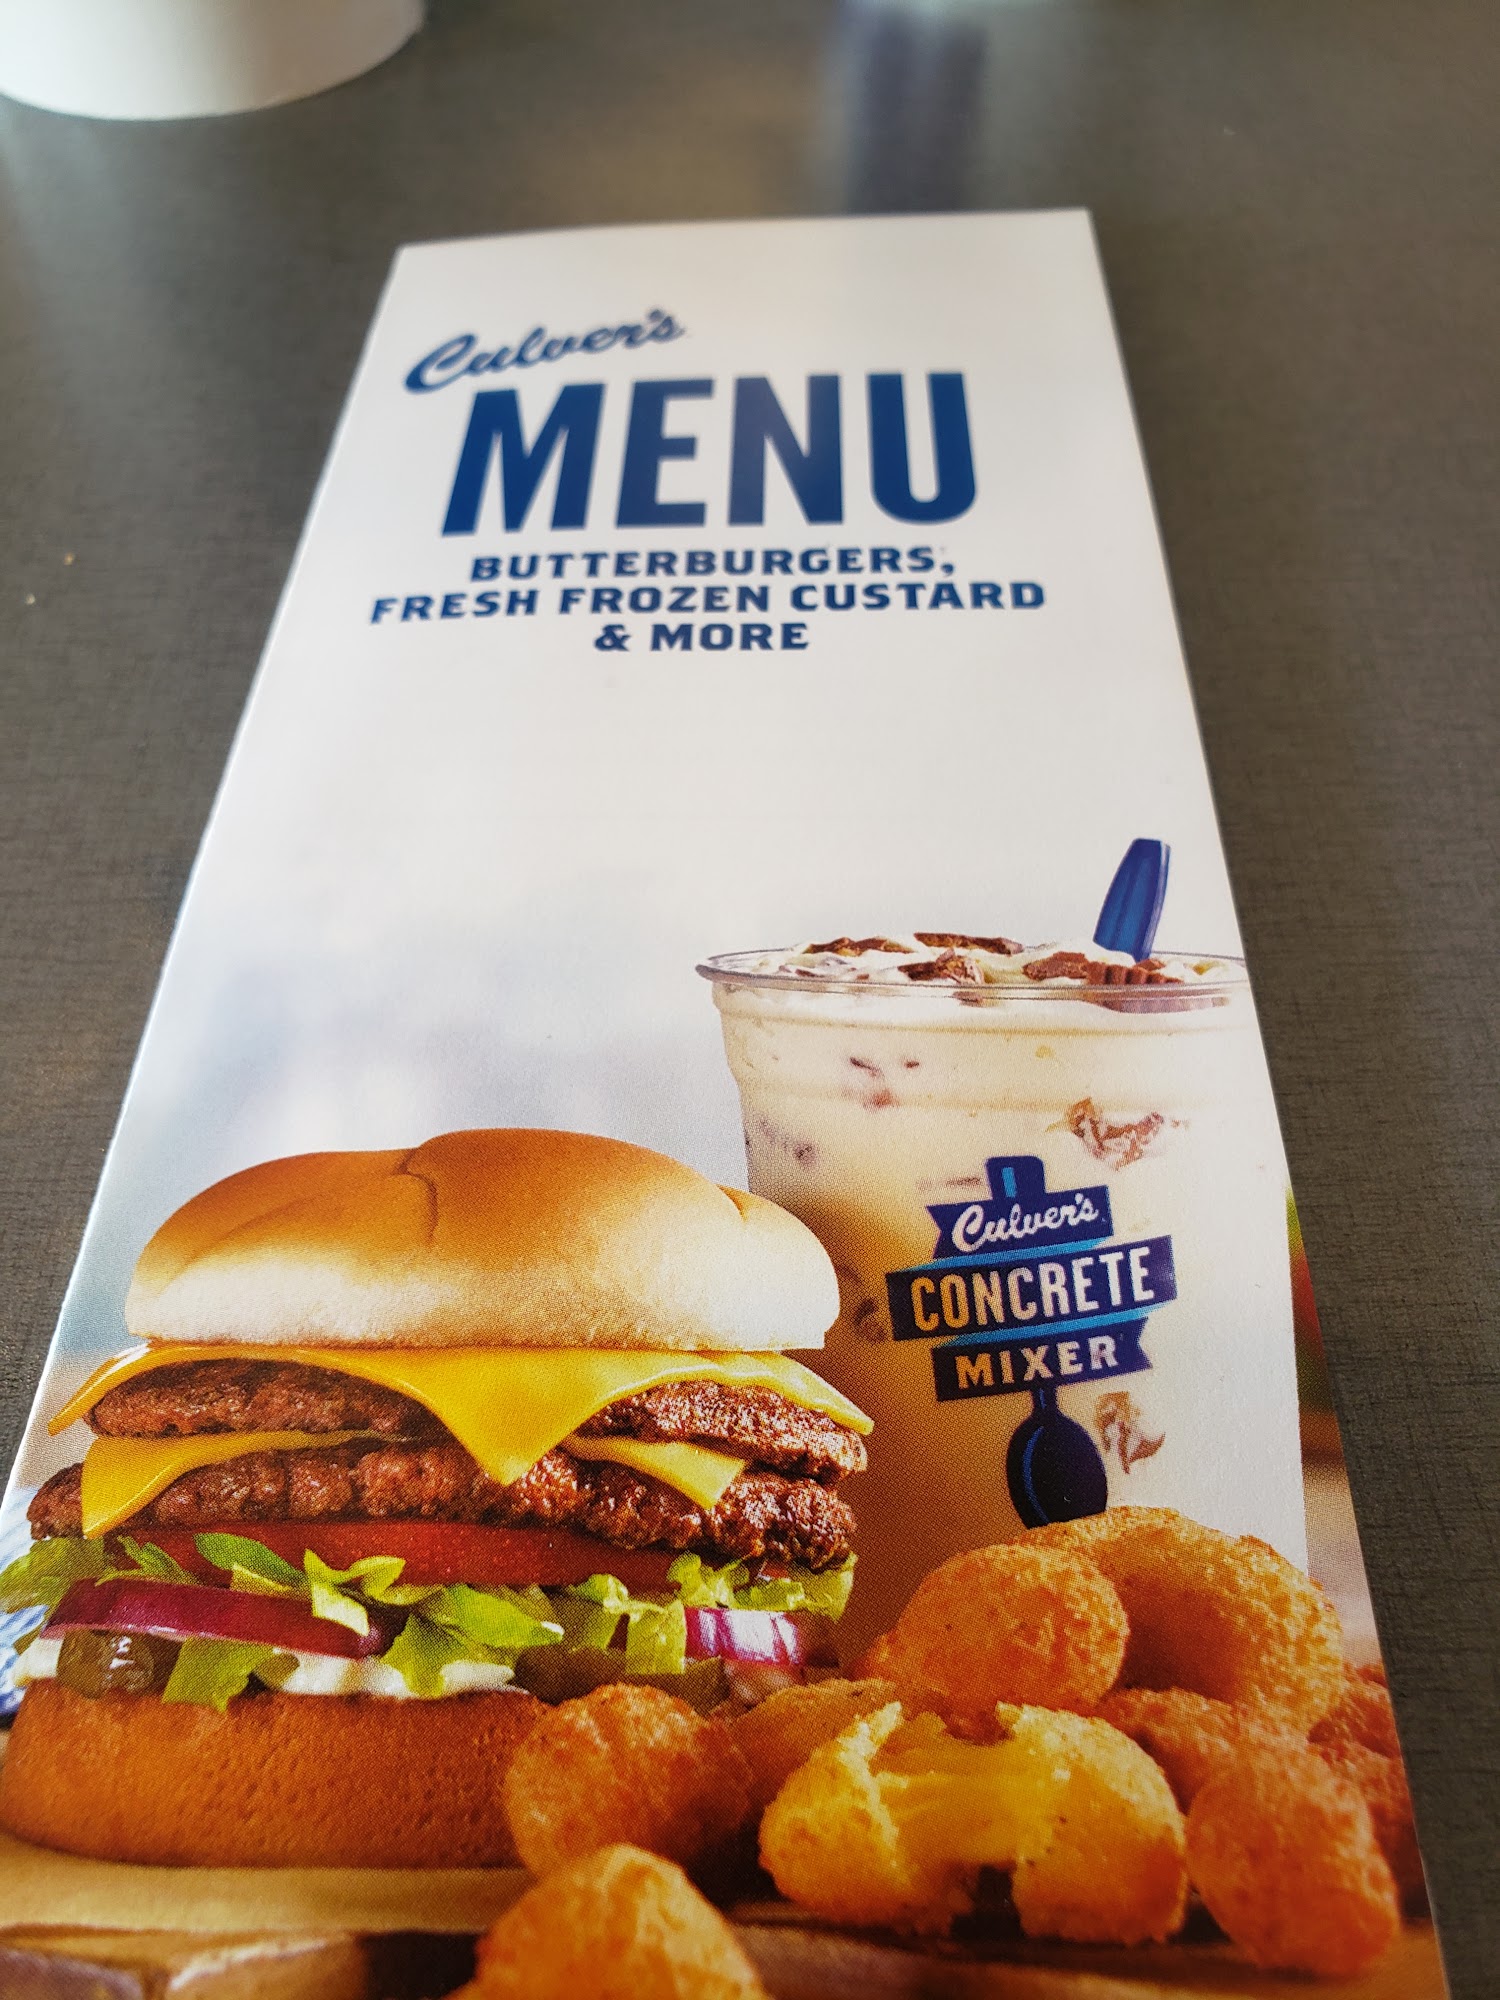 Culver's
MENU
BUTTERBURGERS,
FRESH FROZEN CUSTARD
& MORE
Culver's
CONCRETE
MIXER